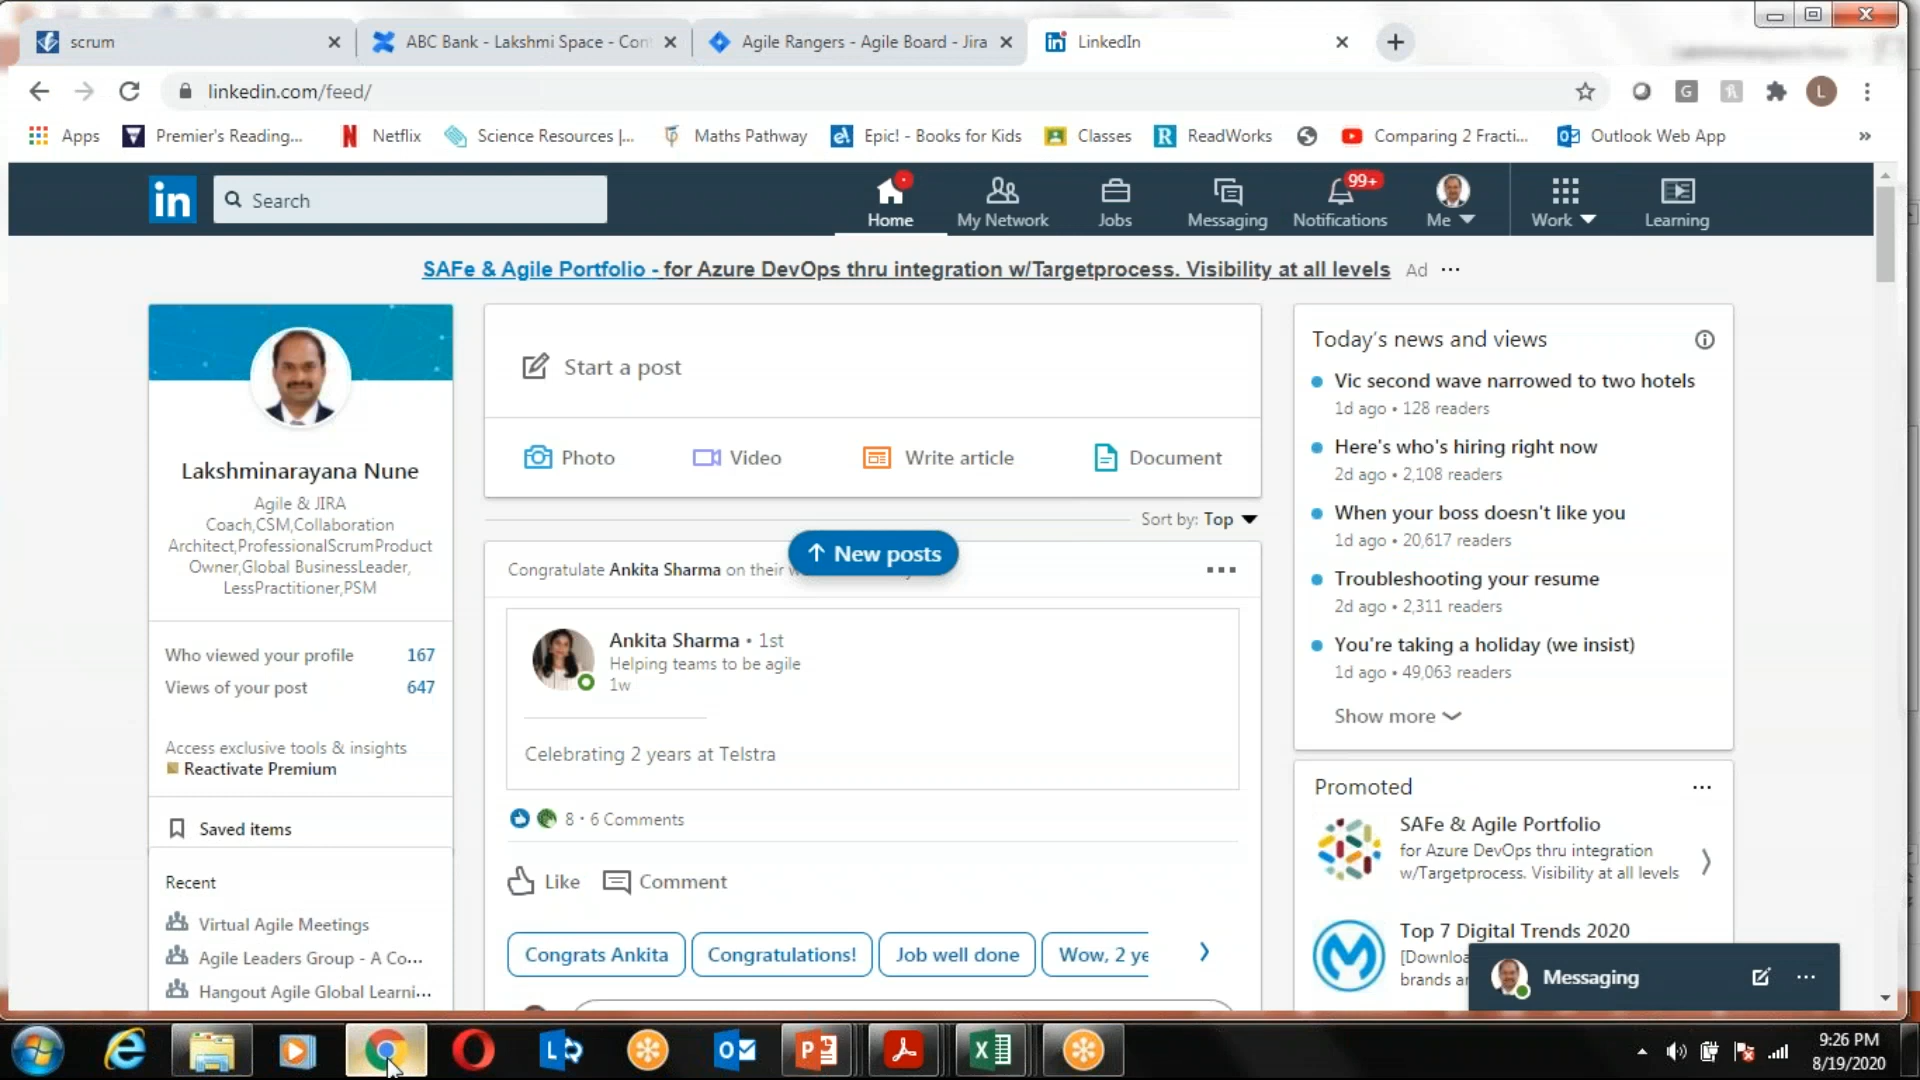 scrum
ABC Bank - Lakshmi Space - Con
Agile Rangers - Agile Board - Jira
LinkedIn
linkedin.com/feed/
L
Apps
Premier's Reading...
Netflix
Science Resources |...
Maths Pathway
Epic! - Books for Kids
Classes
ReadWorks
Comparing 2 Fracti...
Outlook Web App
in
Search
Home
My Network
Jobs
Messaging
99+
Notifications
Me
Work
Learning
SAFe & Agile Portfolio - for Azure DevOps thru integration w/Targetprocess. Visibility at all levels Ad ...
Lakshminarayana Nune
Agile & JIRA
Coach,CSM,Collaboration
Architect,ProfessionalScrumProduct
Owner,Global BusinessLeader,
LessPractitioner,PSM
Who viewed your profile 167
Views of your post 647
Access exclusive tools & insights
Reactivate Premium
Saved items
Recent
Virtual Agile Meetings
Agile Leaders Group - A Co...
Hangout Agile Global Learni...
Start a post
Photo
Video
Write article
Document
Sort by: Top
New posts
Congratulate Ankita Sharma on their
Ankita Sharma • 1st
Helping teams to be agile
1w
Celebrating 2 years at Telstra
8 • 6 Comments
Like
Comment
Congrats Ankita
Congratulations!
Job well done
Wow, 2 ye
Today's news and views
Vic second wave narrowed to two hotels
1d ago • 128 readers
Here's who's hiring right now
2d ago • 2,108 readers
When your boss doesn't like you
1d ago • 20,617 readers
Troubleshooting your resume
2d ago • 2,311 readers
You're taking a holiday (we insist)
1d ago • 49,063 readers
Show more
Promoted
SAFe & Agile Portfolio
for Azure DevOps thru integration
w/Targetprocess. Visibility at all levels
Top 7 Digital Trends 2020
[Downloa
brands a
Messaging
9:26 PM
8/19/2020